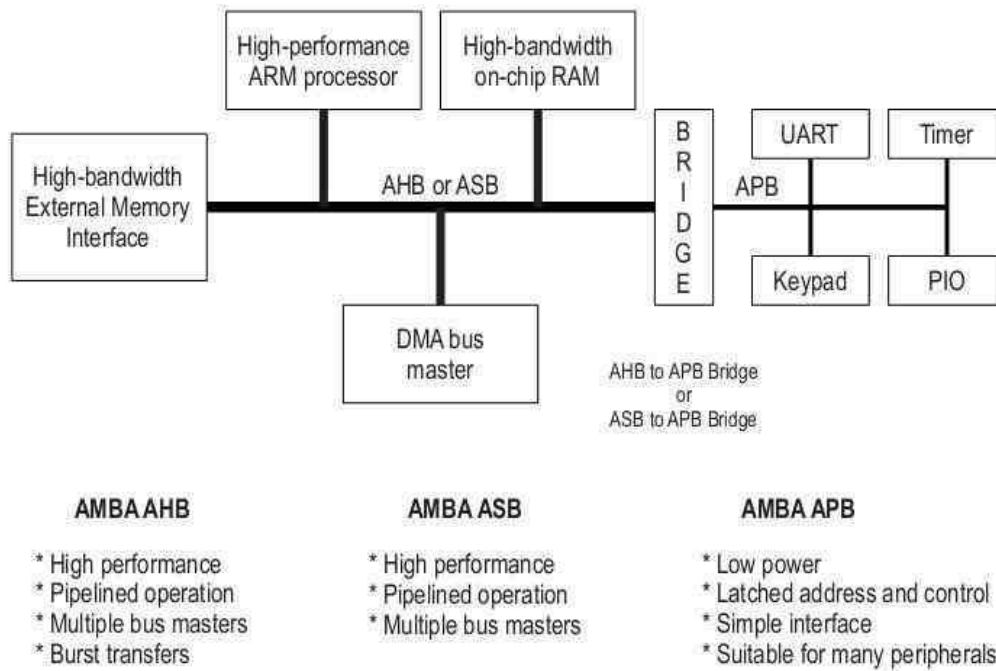 High-performance
ARM processor
High-bandwidth
on-chip RAM
High-bandwidth
External Memory
Interface
AHB or ASB
B
R
I
D
G
E
APB
UART
Timer
Keypad
PIO
DMA bus
master
AHB to APB Bridge
or
ASB to APB Bridge
AMBA AHB
* High performance
* Pipelined operation
* Multiple bus masters
* Burst transfers
AMBA ASB
* High performance
* Pipelined operation
* Multiple bus masters
AMBA APB
* Low power
* Latched address and control
* Simple interface
* Suitable for many peripherals